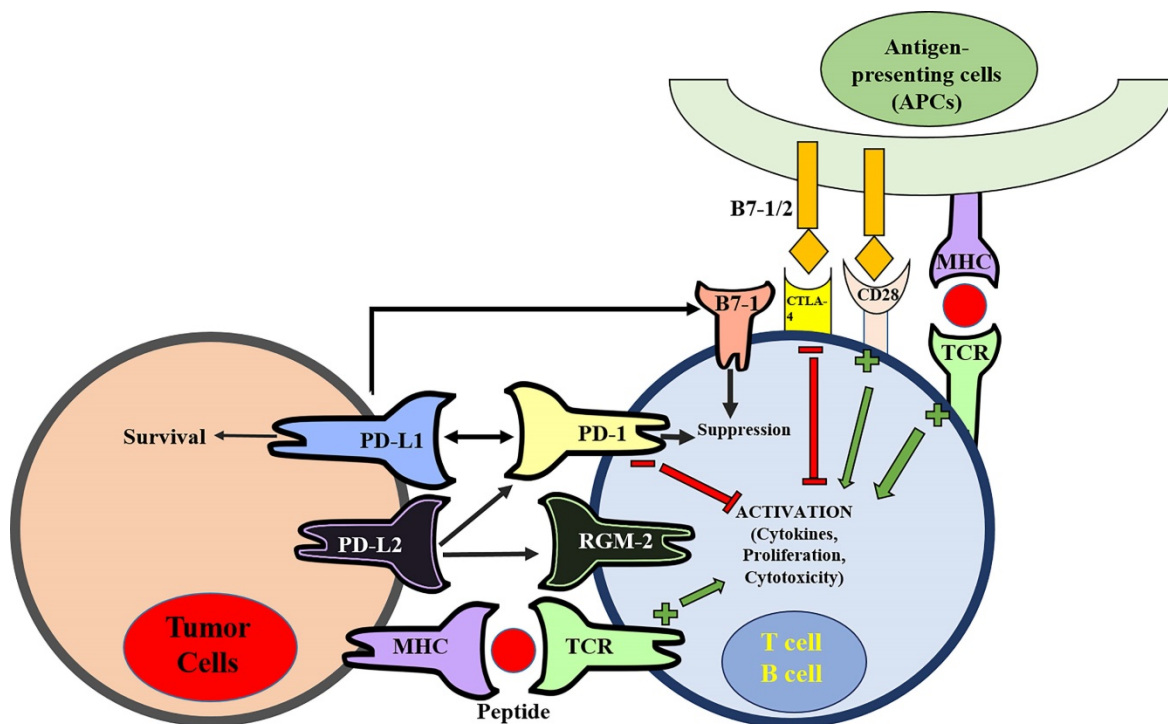 Antigen-
presenting cells
(APCs)
B7-1/2
MHC
B7-1
CTLA-
4
CD28
TCR
Survival
PD-L1
PD-1
Suppression
PD-L2
RGM-2
ACTIVATION
(Cytokines,
Proliferation,
Cytotoxicity)
Tumor
Cells
MHC
TCR
T cell
B cell
Peptide